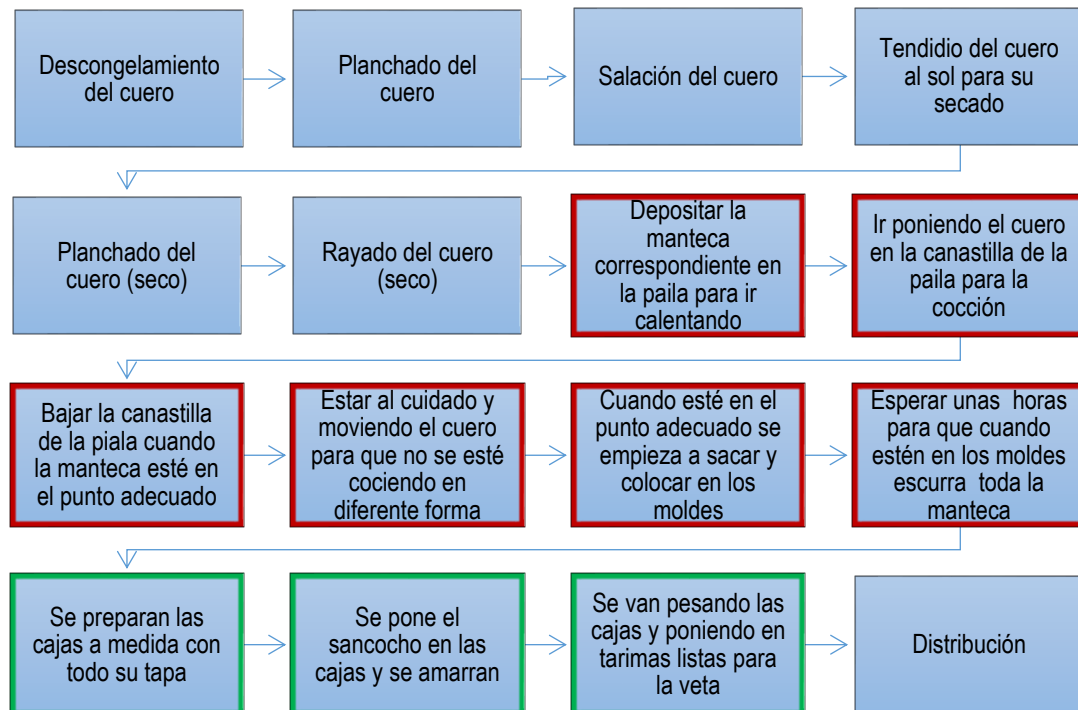 Descongelamiento
del cuero
Planchado del
cuero
Salación del cuero
Tendidio del cuero
al sol para su
secado
Planchado del
cuero (seco)
Rayado del cuero
(seco)
Depositar la
manteca
correspondiente en
la paila para ir
calentando
Ir poniendo el cuero
en la canastilla de la
paila para la
cocción
Bajar la canastilla
de la piala cuando
la manteca esté en
el punto adecuado
Estar al cuidado y
moviendo el cuero
para que no se esté
cociendo en
diferente forma
Cuando esté en el
punto adecuado se
empieza a sacar y
colocar en los
moldes
Esperar unas horas
para que cuando
estén en los moldes
escurra toda la
manteca
Se preparan las
cajas a medida con
todo su tapa
Se pone el
sancocho en las
cajas y se amarran
Se van pesando las
cajas y poniendo en
tarimas listas para
la veta
Distribución